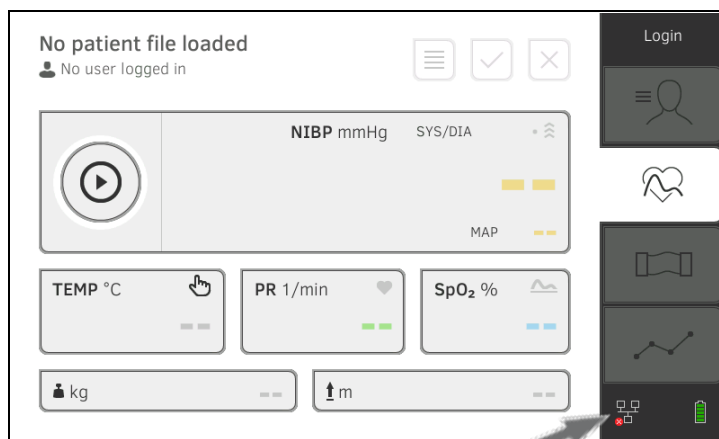 No patient file loaded
Login
No user logged in
NIBP mmHg SYS/DIA
-- --
MAP --
TEMP °C
--
PR 1/min
--
SpO₂ %
--
kg --
m --